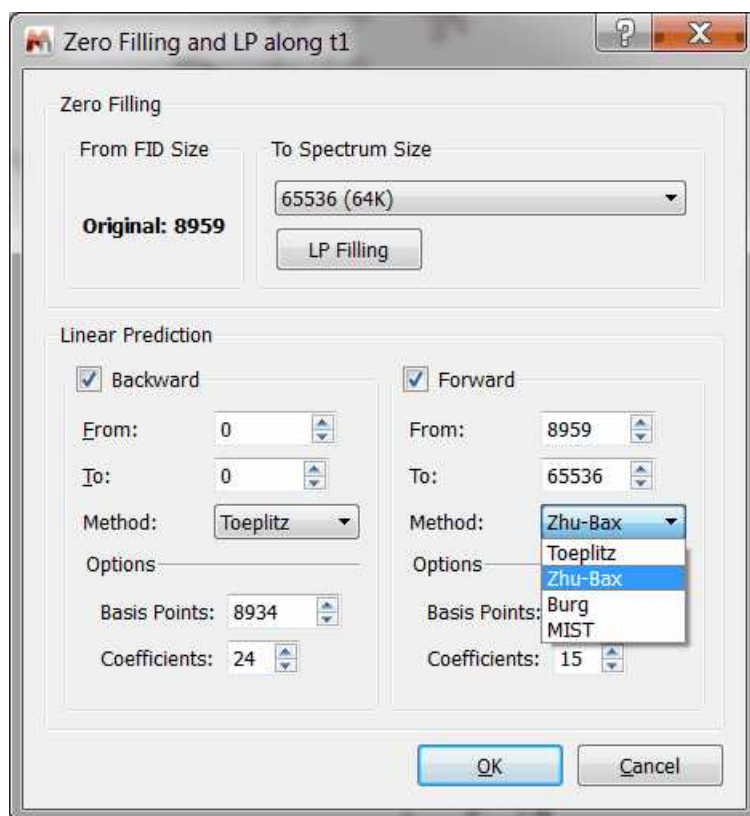 Zero Filling and LP along t1
Zero Filling
From FID Size
To Spectrum Size
Original: 8959
65536 (64K)
LP Filling
Linear Prediction
Backward
From: 0
To: 0
Method: Toeplitz
Options
Basis Points: 8934
Coefficients: 24
Forward
From: 8959
To: 65536
Method: Zhu-Bax
Toeplitz
Zhu-Bax
Burg
MIST
Options
Basis Points:
Coefficients: 15
OK
Cancel